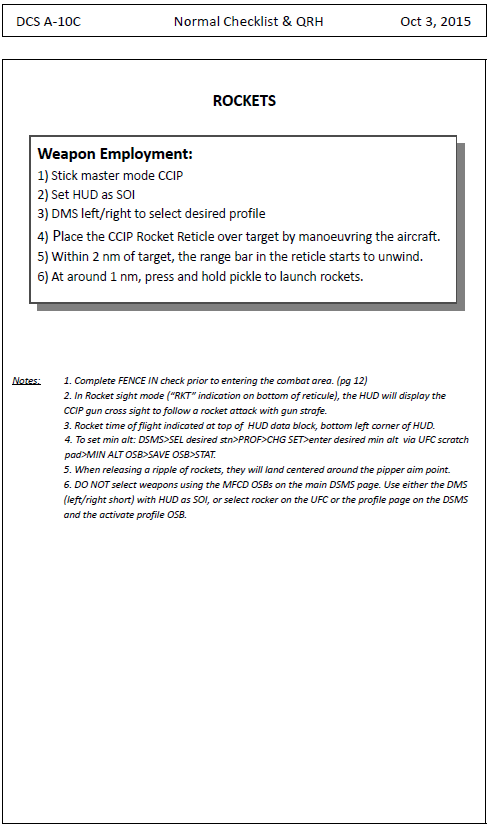 DCS A-10C Normal Checklist & QRH Oct 3, 2015
ROCKETS
Weapon Employment:
1) Stick master mode CCIP
2) Set HUD as SOI
3) DMS left/right to select desired profile
4) Place the CCIP Rocket Reticle over target by manoeuvring the aircraft.
5) Within 2 nm of target, the range bar in the reticle starts to unwind.
6) At around 1 nm, press and hold pickle to launch rockets.
Notes: 1. Complete FENCE IN check prior to entering the combat area. (pg 12)
2. In Rocket sight mode (“RKT” indication on bottom of reticule), the HUD will display the
CCIP gun cross sight to follow a rocket attack with gun strafe.
3. Rocket time of flight indicated at top of HUD data block, bottom left corner of HUD.
4. To set min alt: DSMS>SEL desired stn>PROF>CHG SET>enter desired min alt via UFC scratch
pad>MIN ALT OSB>SAVE OSB>STAT.
5. When releasing a ripple of rockets, they will land centered around the pipper aim point.
6. DO NOT select weapons using the MFCD OSBs on the main DSMS page. Use either the DMS
(left/right short) with HUD as SOI, or select rocker on the UFC or the profile page on the DSMS
and the activate profile OSB.